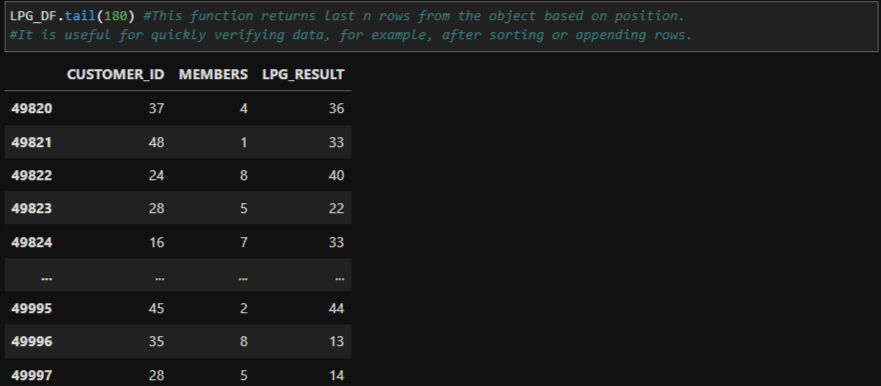 LPG_DF.tail(180) #This function returns last n rows from the object based on position.
#It is useful for quickly verifying data, for example, after sorting or appending rows.
CUSTOMER_ID MEMBERS LPG_RESULT
49820 37 4 36
49821 48 1 33
49822 24 8 40
49823 28 5 22
49824 16 7 33
... ... ... ...
49995 45 2 44
49996 35 8 13
49997 28 5 14